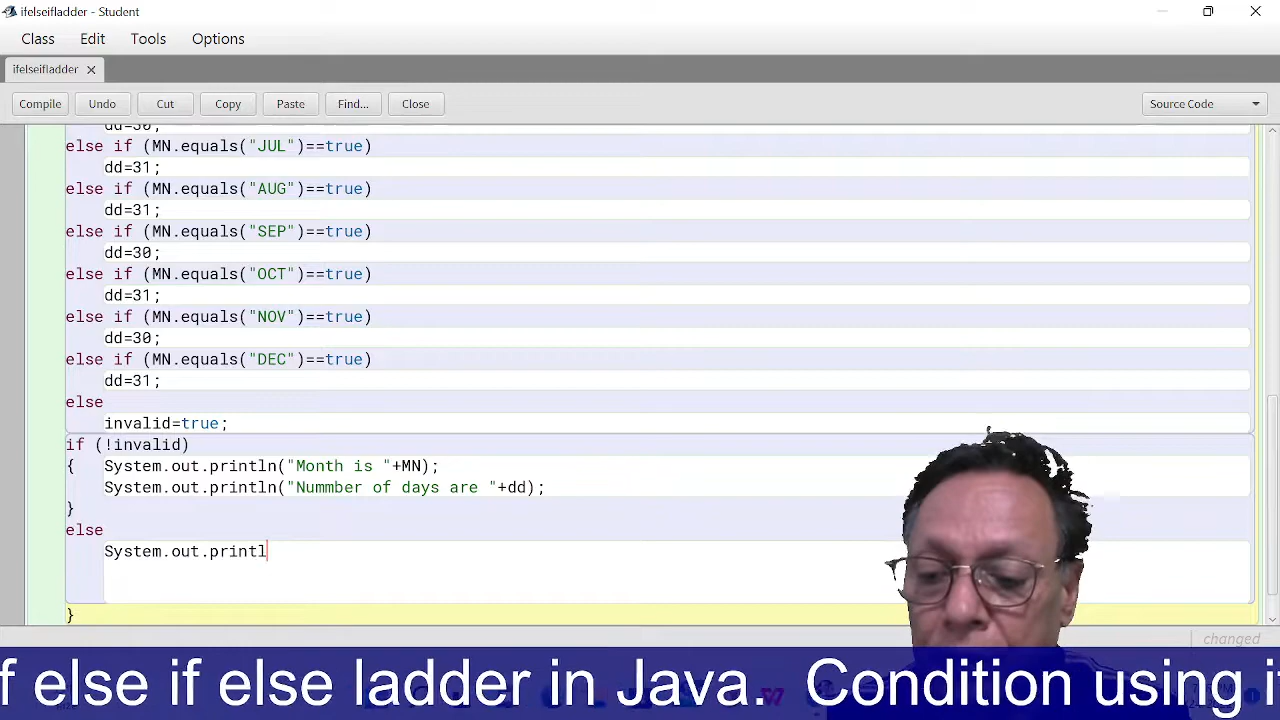 ifelseifladder - Student
Class Edit Tools Options
ifelseifladder
Compile Undo Cut Copy Paste Find... Close Source Code
dd=30;
else if (MN.equals("JUL")==true)
dd=31;
else if (MN.equals("AUG")==true)
dd=31;
else if (MN.equals("SEP")==true)
dd=30;
else if (MN.equals("OCT")==true)
dd=31;
else if (MN.equals("NOV")==true)
dd=30;
else if (MN.equals("DEC")==true)
dd=31;
else
invalid=true;
if (!invalid)
{ System.out.println("Month is "+MN);
System.out.println("Nummber of days are "+dd);
}
else
System.out.printl
}
changed
f else if else ladder in Java. Condition using i